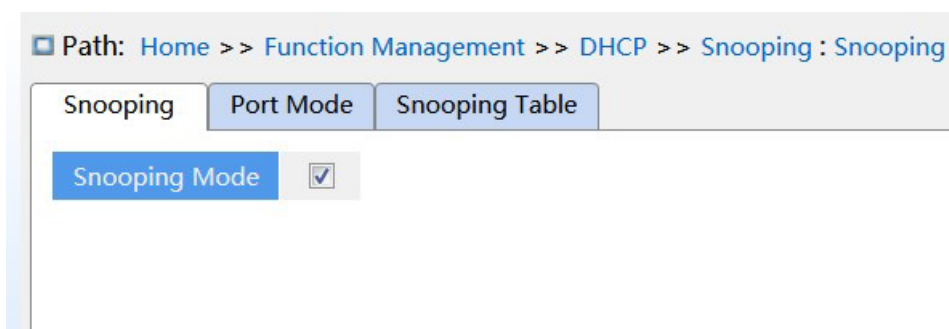 Path: Home >> Function Management >> DHCP >> Snooping : Snooping
Snooping Port Mode Snooping Table
Snooping Mode